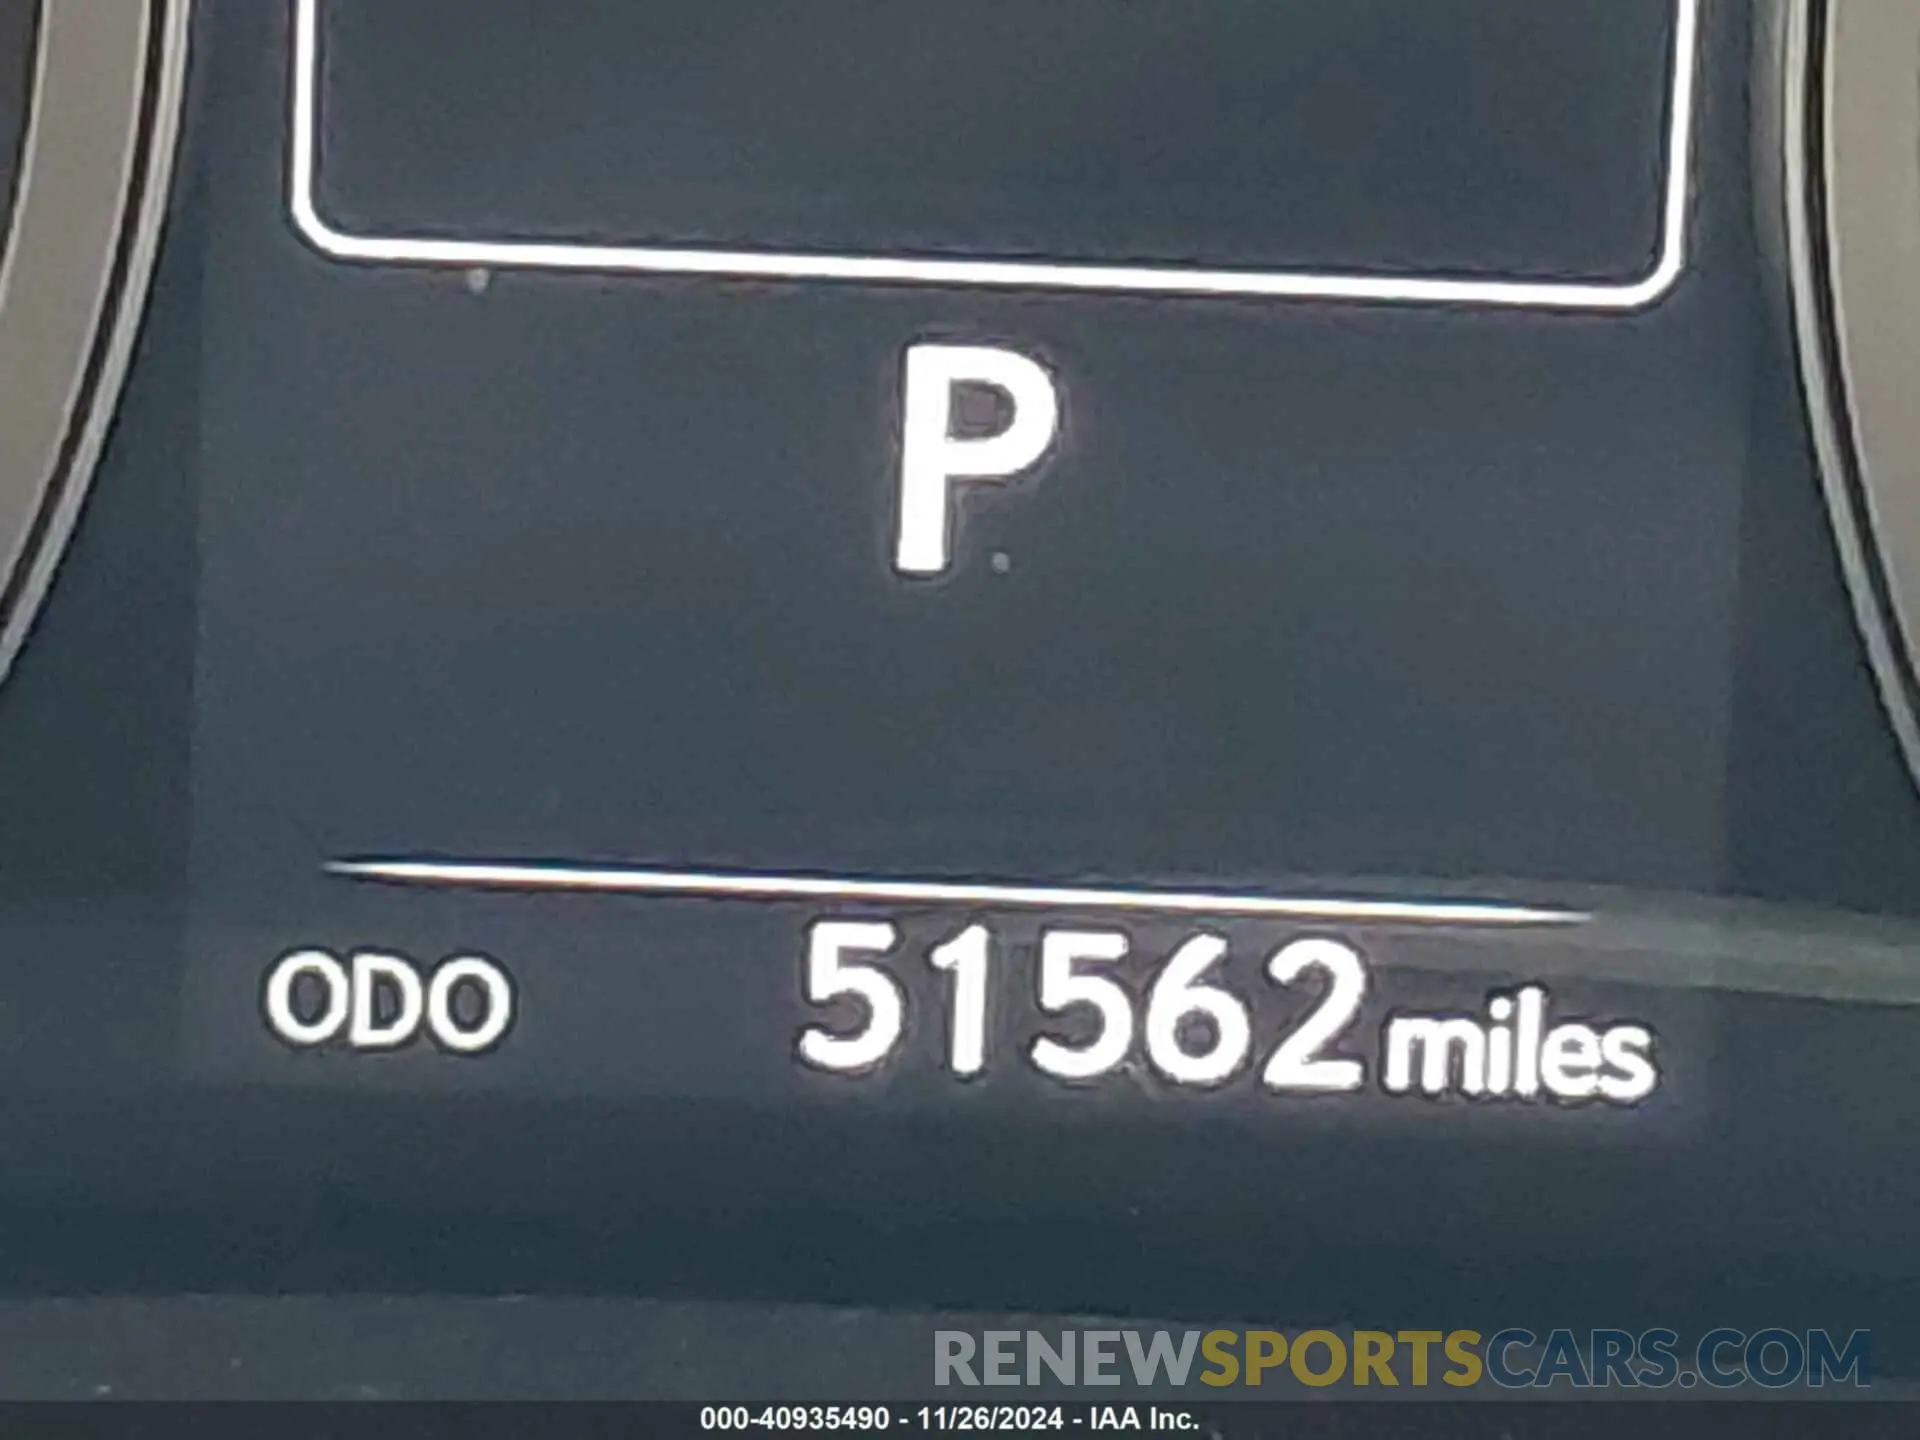 P
ODO 51562 miles
RENEWSPORTSCARS.COM
000-40935490 - 11/26/2024 - IAA Inc.